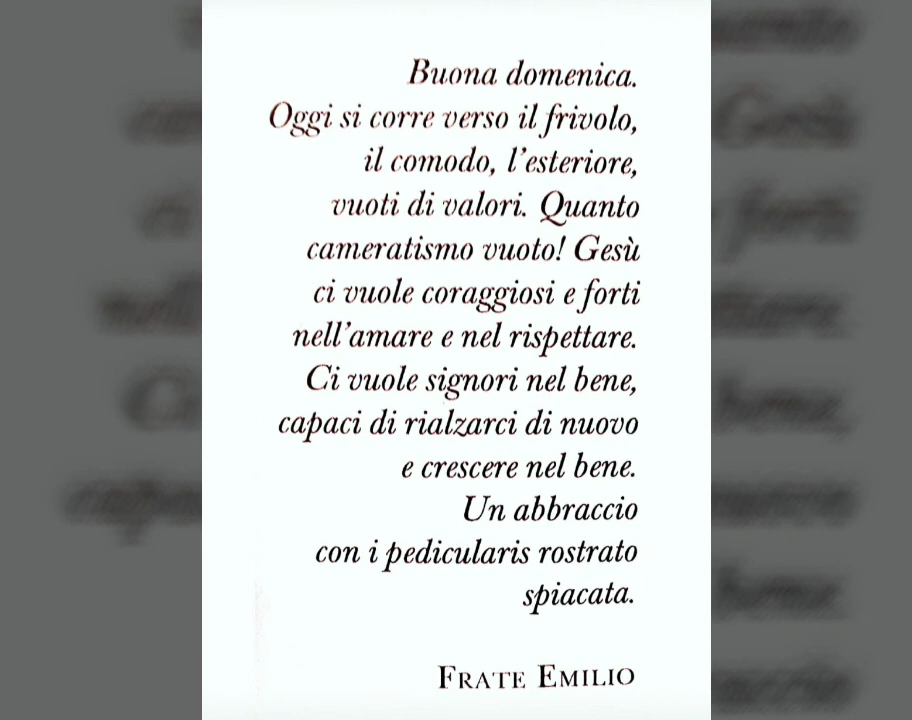 Buona domenica.
Oggi si corre verso il frivolo,
il comodo, l'esteriore,
vuoti di valori. Quanto
cameratismo vuoto! Gesù
ci vuole coraggiosi e forti
nell'amare e nel rispettare.
Ci vuole signori nel bene,
capaci di rialzarci di nuovo
e crescere nel bene.
Un abbraccio
con i pedicularis rostrato
spiacata.
FRATE EMILIO